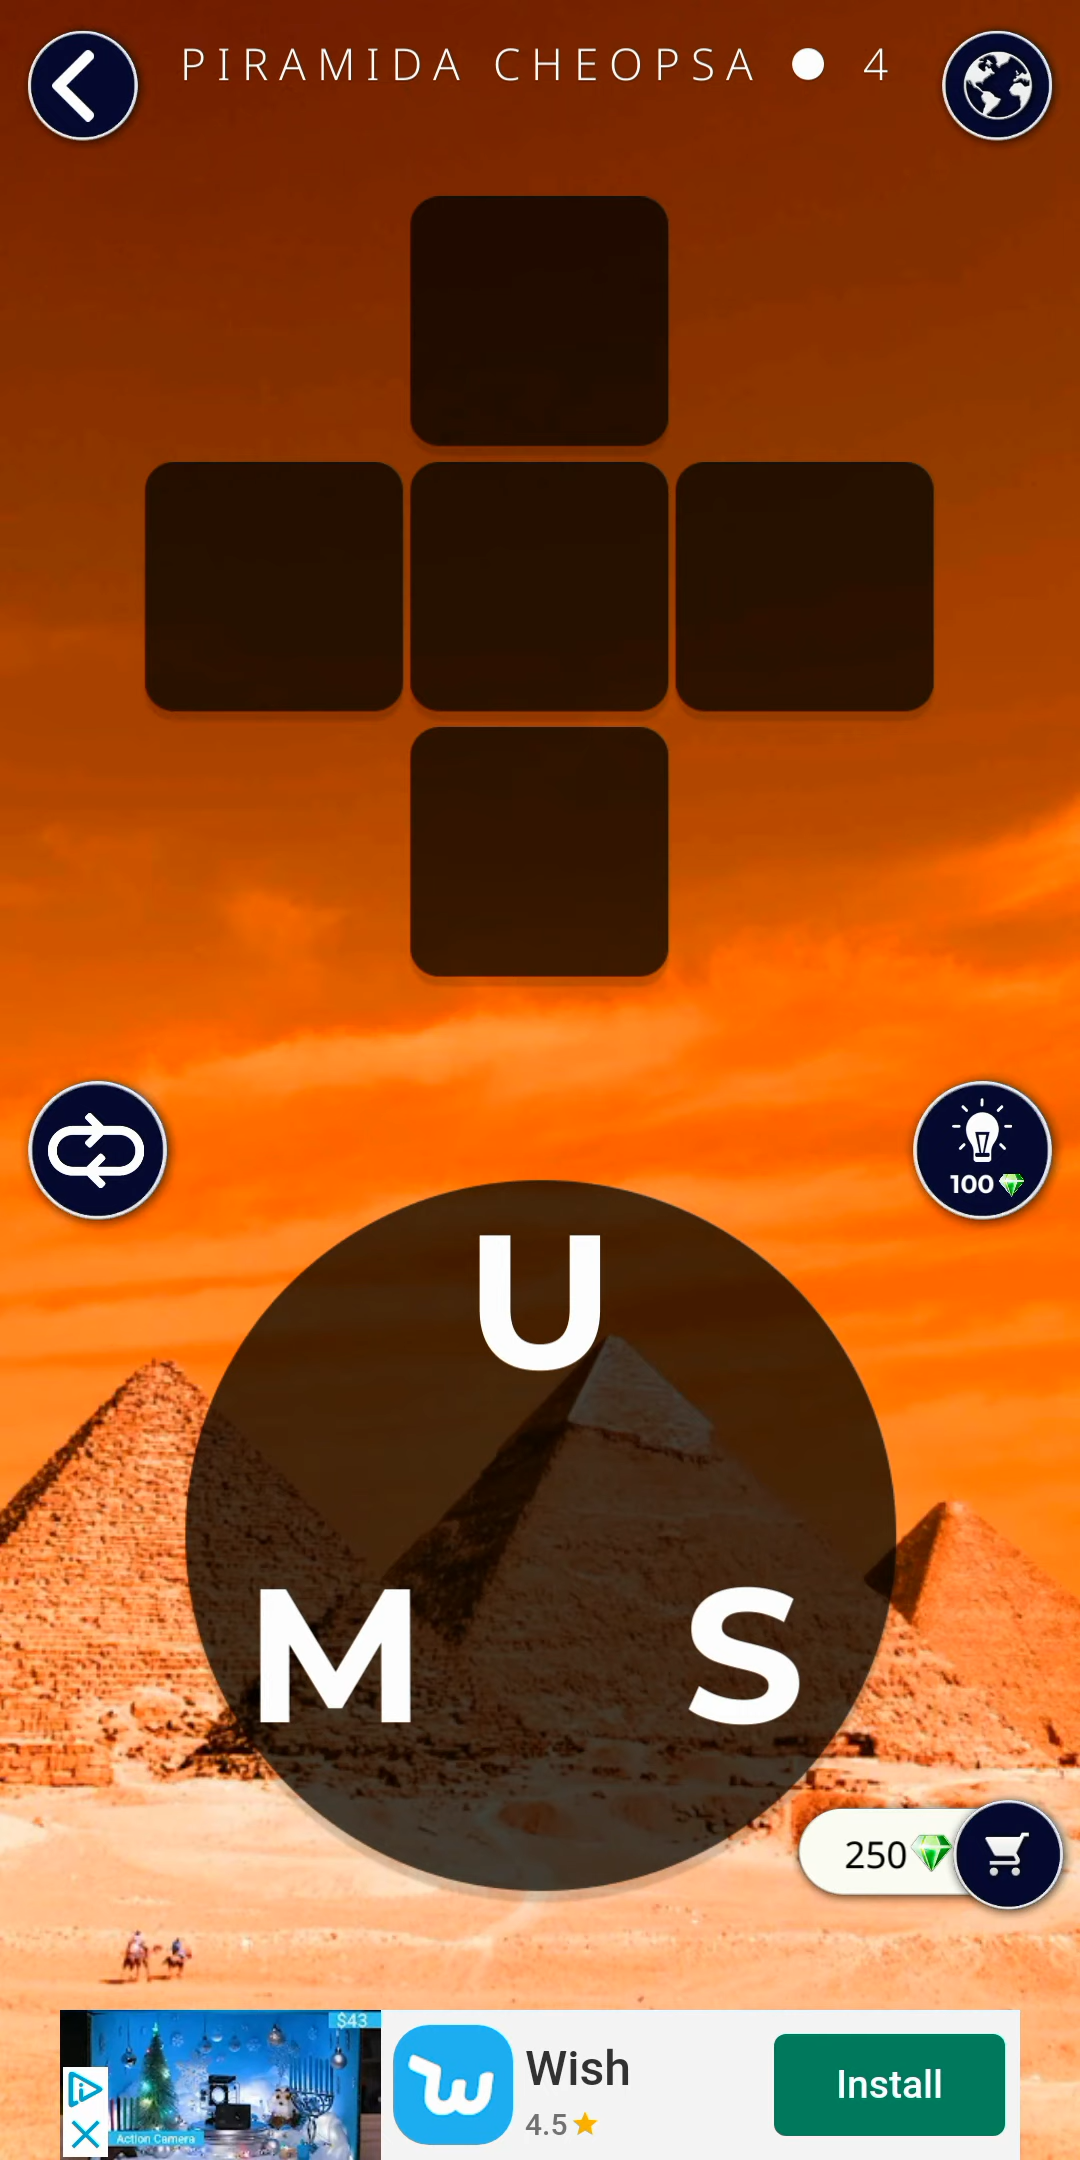 PIRAMIDA CHEOPSA ● 4
100
U
M S
250
$43
Action Camera
Wish
4.5
Install